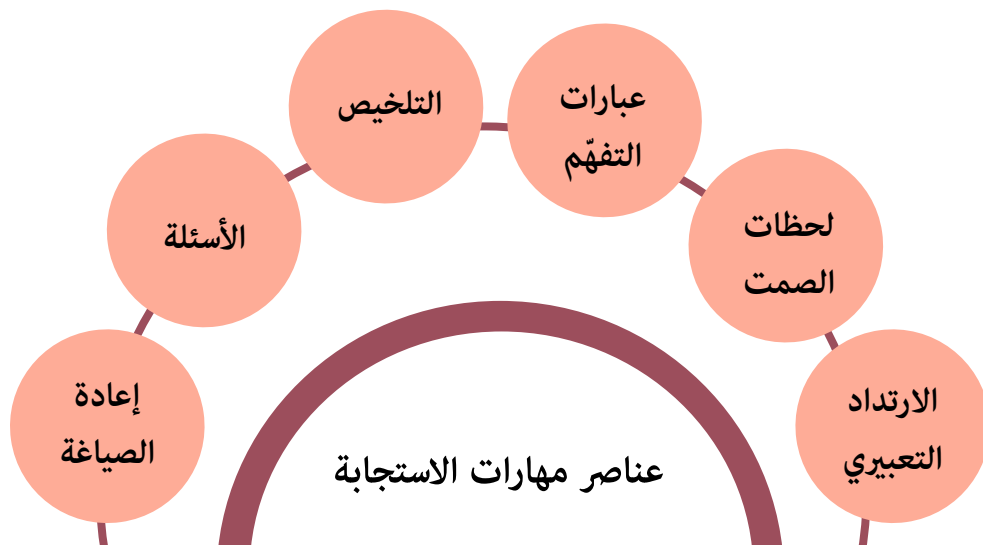 عبارات
التفهّم
التلخيص
لحظات
الصمت
الأسئلة
الارتداد
التعبيري
إعادة
الصياغة
عناصر مهارات الاستجابة